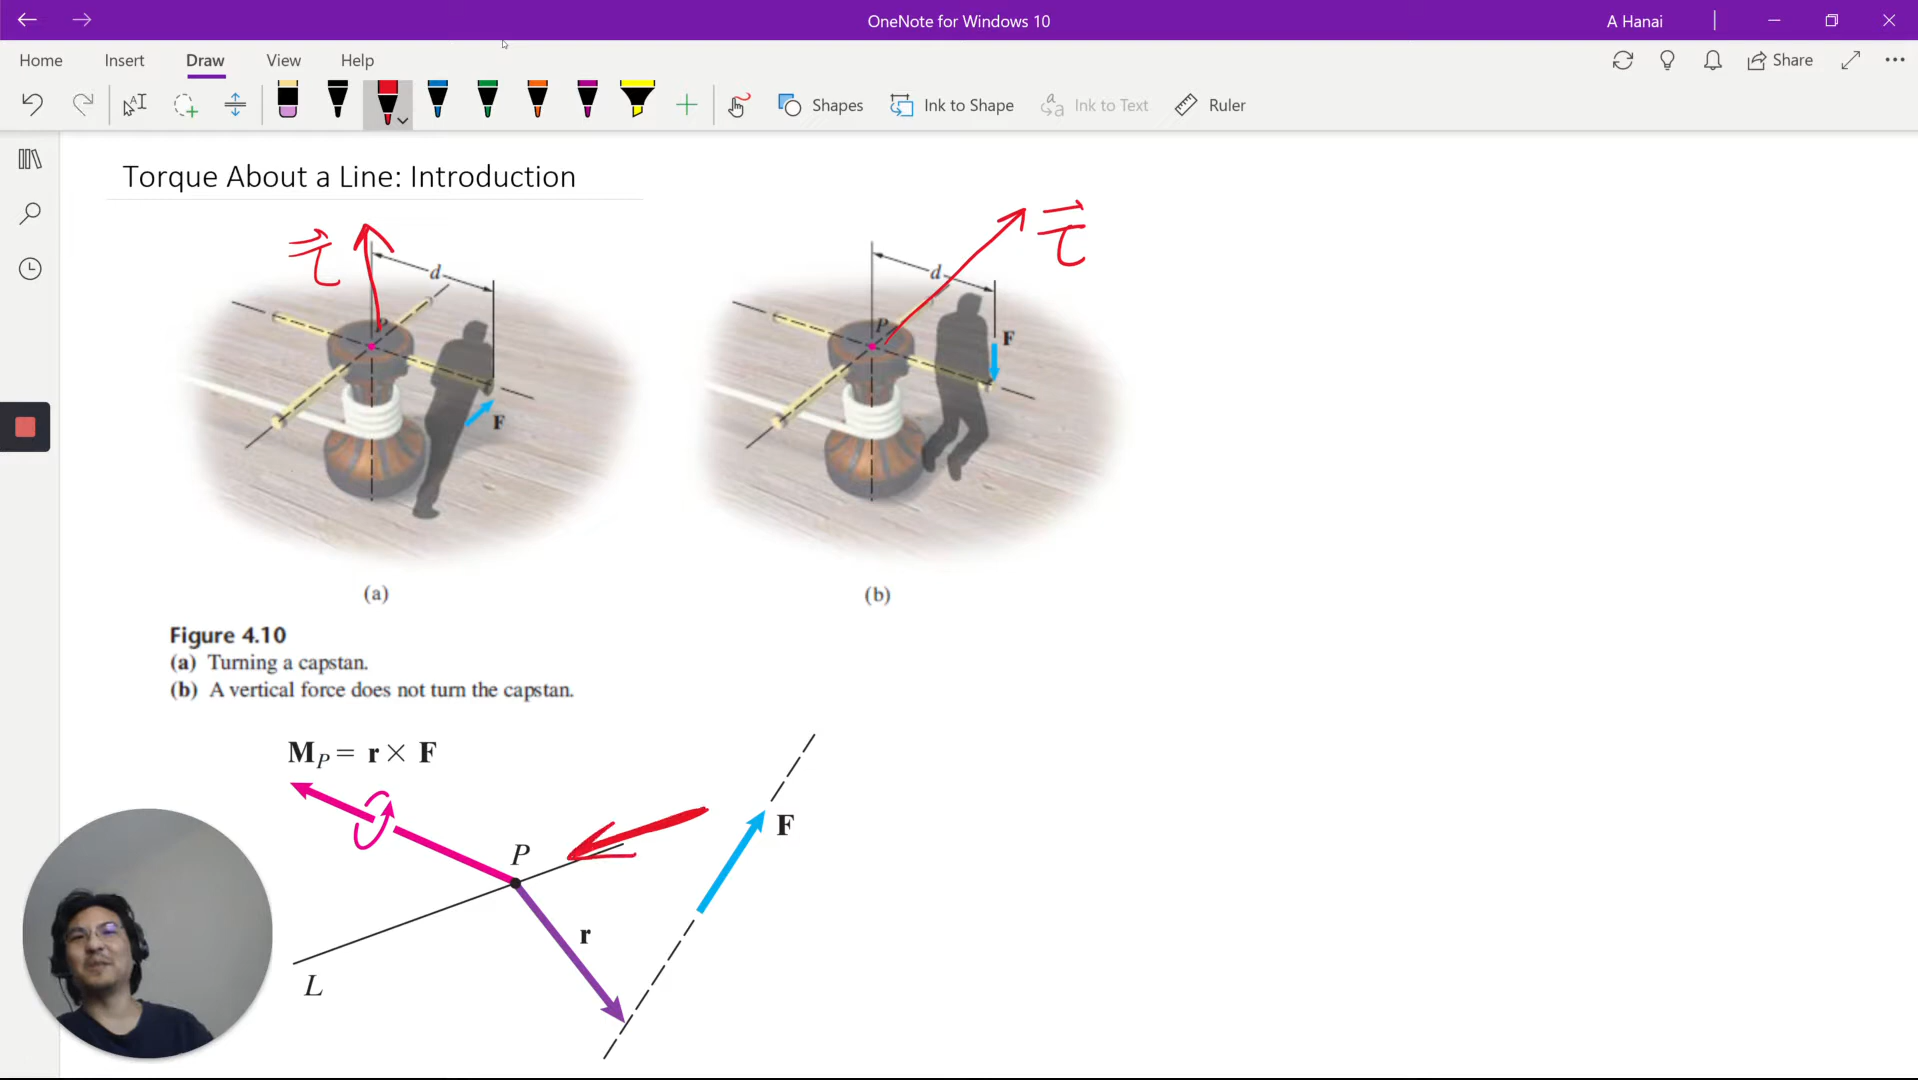 OneNote for Windows 10
A Hanai
Home Insert Draw View Help
Share
Shapes Ink to Shape Ink to Text Ruler
Torque About a Line: Introduction
τ⃗
d
P
F
(a)
τ⃗
d
P
F
(b)
Figure 4.10
(a) Turning a capstan.
(b) A vertical force does not turn the capstan.
M_P = r × F
F
P
r
L